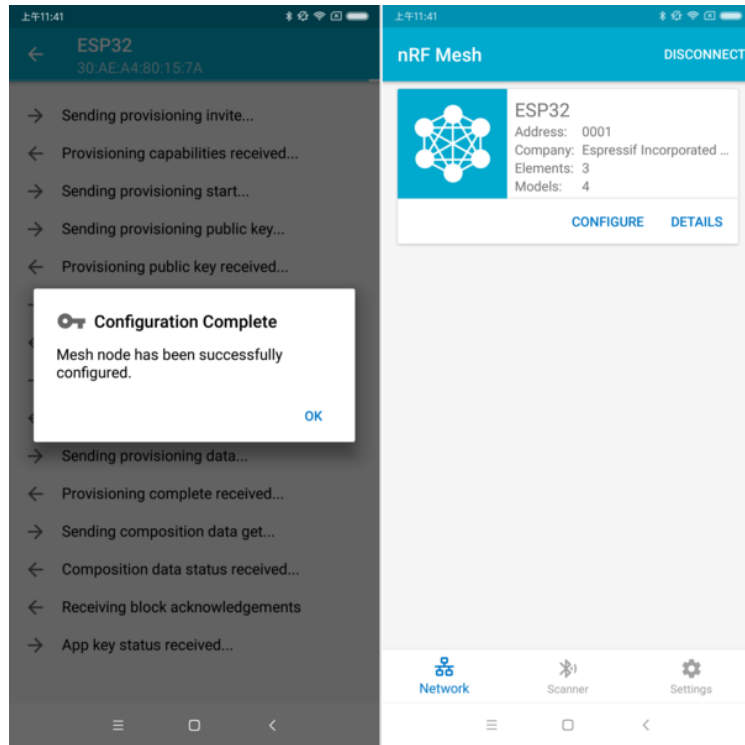 上午11:41
ESP32
30:AE:A4:80:15:7A
Sending provisioning invite...
Provisioning capabilities received...
Sending provisioning start...
Sending provisioning public key...
Provisioning public key received...
Configuration Complete
Mesh node has been successfully
configured.
OK
Sending provisioning data...
Provisioning complete received...
Sending composition data get...
Composition data status received...
Receiving block acknowledgements
App key status received...
上午11:41
nRF Mesh
DISCONNECT
ESP32
Address: 0001
Company: Espressif Incorporated ...
Elements: 3
Models: 4
CONFIGURE DETAILS
Network
Scanner
Settings